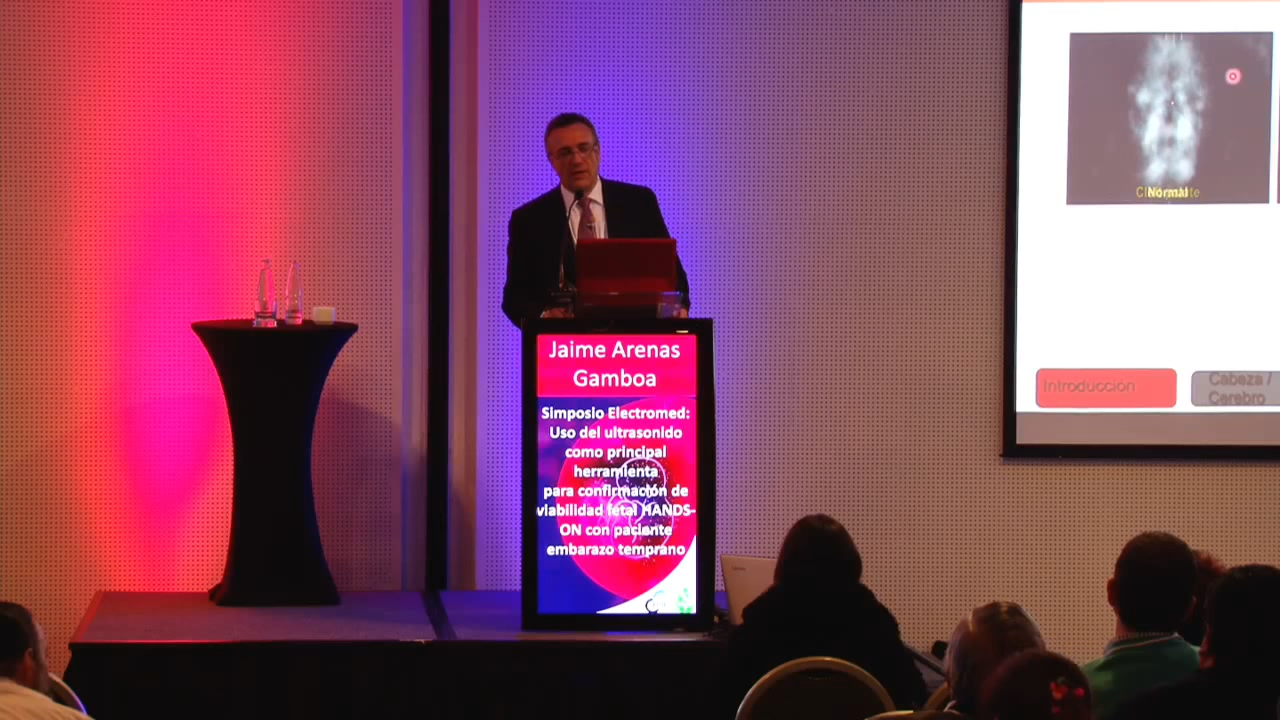 Jaime Arenas
Gamboa
Simposio Electromed:
Uso del ultrasonido
como principal
herramienta
para confirmación de
viabilidad fetal HANDS-
ON con paciente
embarazo temprano
Normal
Introducción
Cabeza /
Cerebro